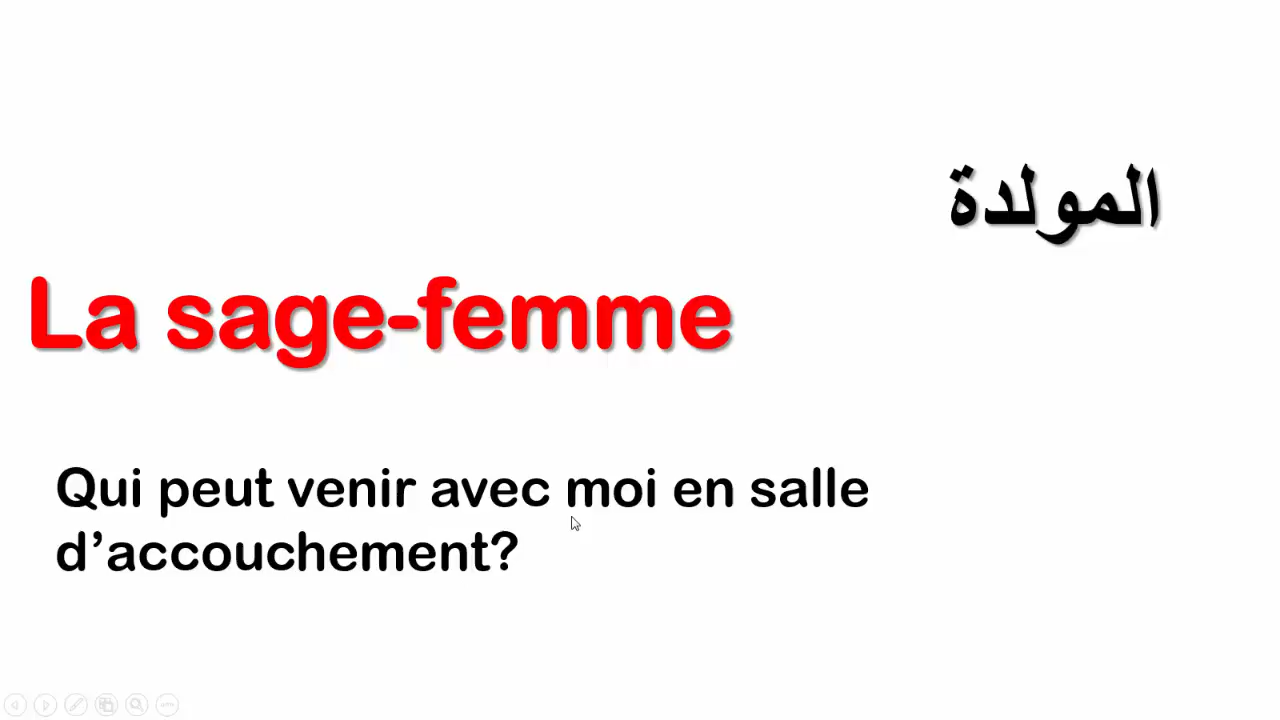 المولدة
La sage-femme
Qui peut venir avec moi en salle
d’accouchement?